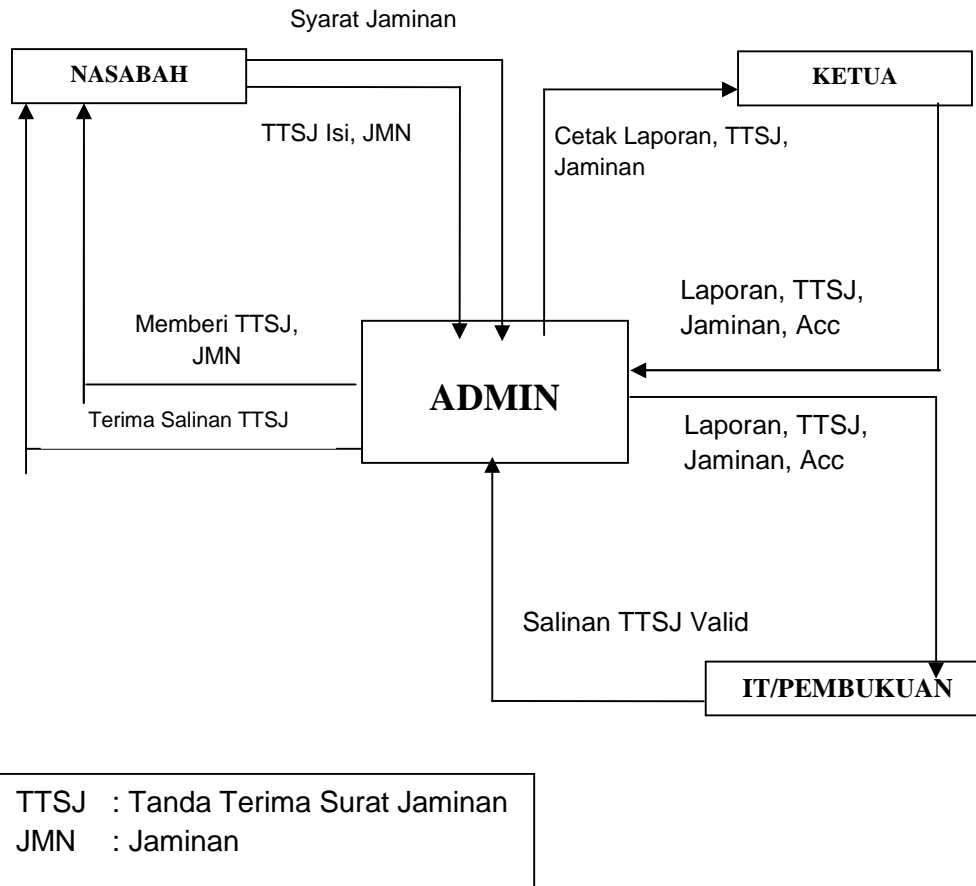 Syarat Jaminan
NASABAH
KETUA
TTSJ Isi, JMN
Cetak Laporan, TTSJ,
Jaminan
Laporan, TTSJ,
Jaminan, Acc
Memberi TTSJ,
JMN
ADMIN
Terima Salinan TTSJ
Laporan, TTSJ,
Jaminan, Acc
Salinan TTSJ Valid
IT/PEMBUKUAN
TTSJ : Tanda Terima Surat Jaminan
JMN : Jaminan